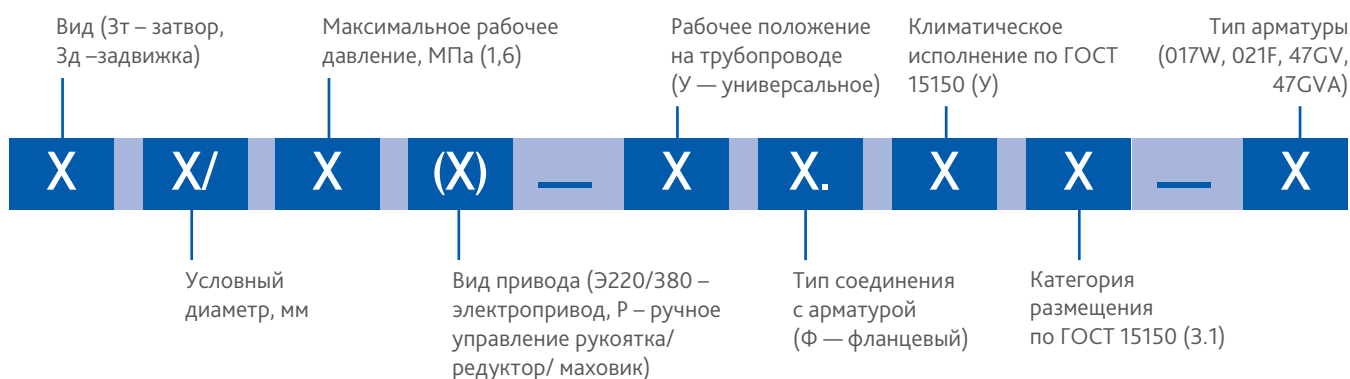 Вид (Зт – затвор,
Зд –задвижка)
Максимальное рабочее
давление, МПа (1,6)
Рабочее положение
на трубопроводе
(У — универсальное)
Климатическое
исполнение по ГОСТ
15150 (У)
Тип арматуры
(017W, 021F, 47GV,
47GVA)
X X/ X (X) — X X. X X — X
Условный
диаметр, мм
Вид привода (Э220/380 –
электропривод, Р – ручное
управление рукоятка/
редуктор/ маховик)
Тип соединения
с арматурой
(Ф — фланцевый)
Категория
размещения
по ГОСТ 15150 (3.1)